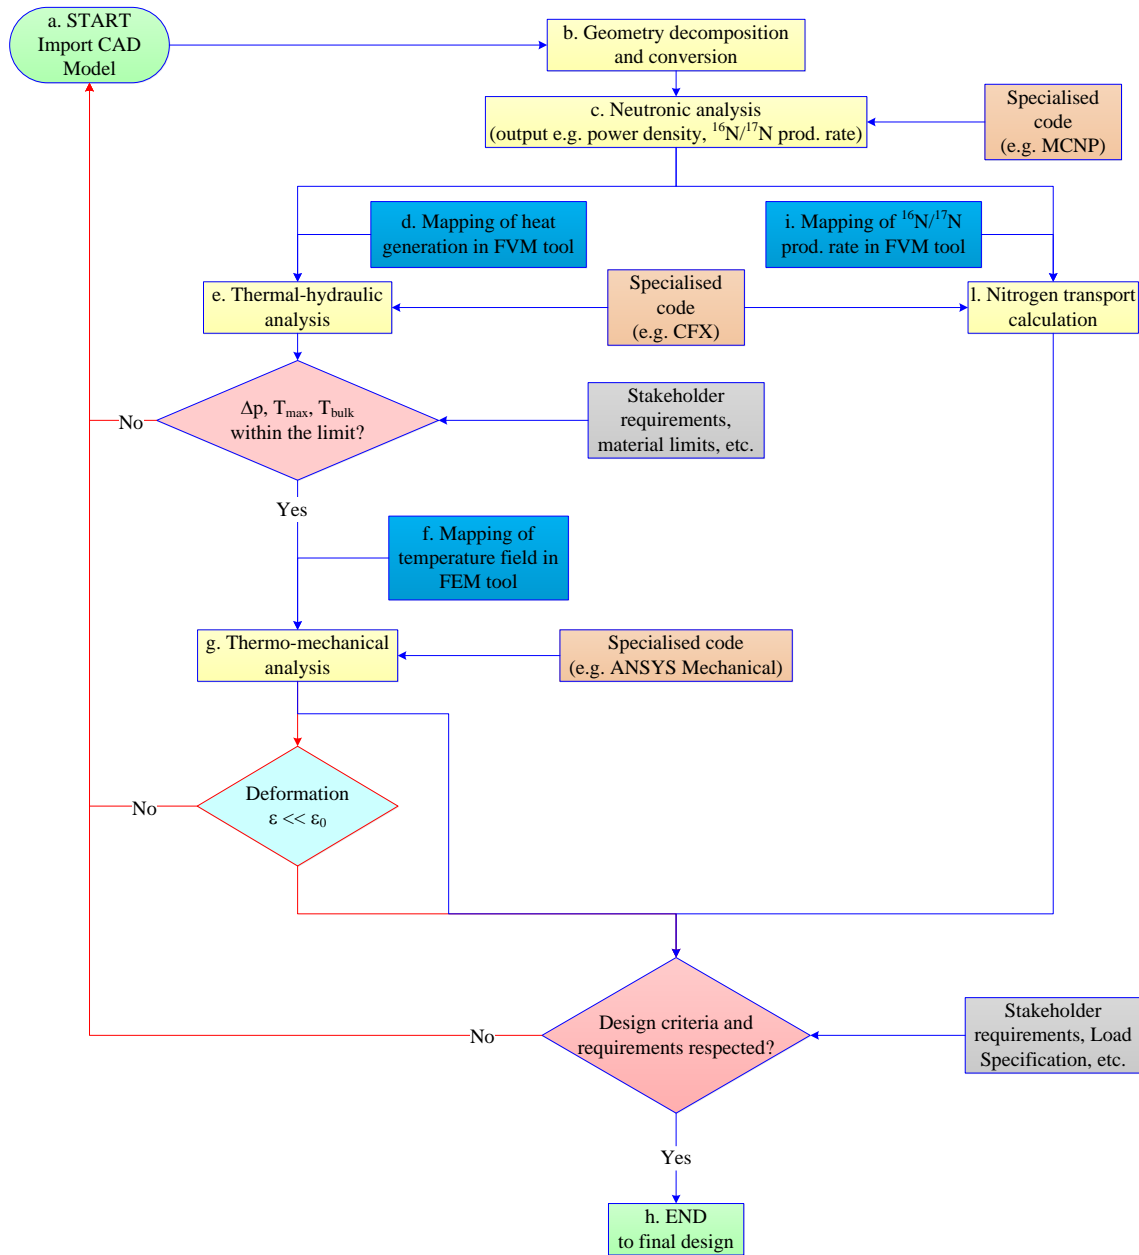 a. START
Import CAD
Model
b. Geometry decomposition
and conversion
c. Neutronic analysis
(output e.g. power density, ¹⁶N/¹⁷N prod. rate)
Specialised
code
(e.g. MCNP)
d. Mapping of heat
generation in FVM tool
i. Mapping of ¹⁶N/¹⁷N
prod. rate in FVM tool
e. Thermal-hydraulic
analysis
Specialised
code
(e.g. CFX)
l. Nitrogen transport
calculation
Δp, Tmax, Tbulk
within the limit?
No
Stakeholder
requirements,
material limits, etc.
Yes
f. Mapping of
temperature field in
FEM tool
g. Thermo-mechanical
analysis
Specialised code
(e.g. ANSYS Mechanical)
Deformation
ε << ε₀
No
Design criteria and
requirements respected?
No
Stakeholder
requirements, Load
Specification, etc.
Yes
h. END
to final design